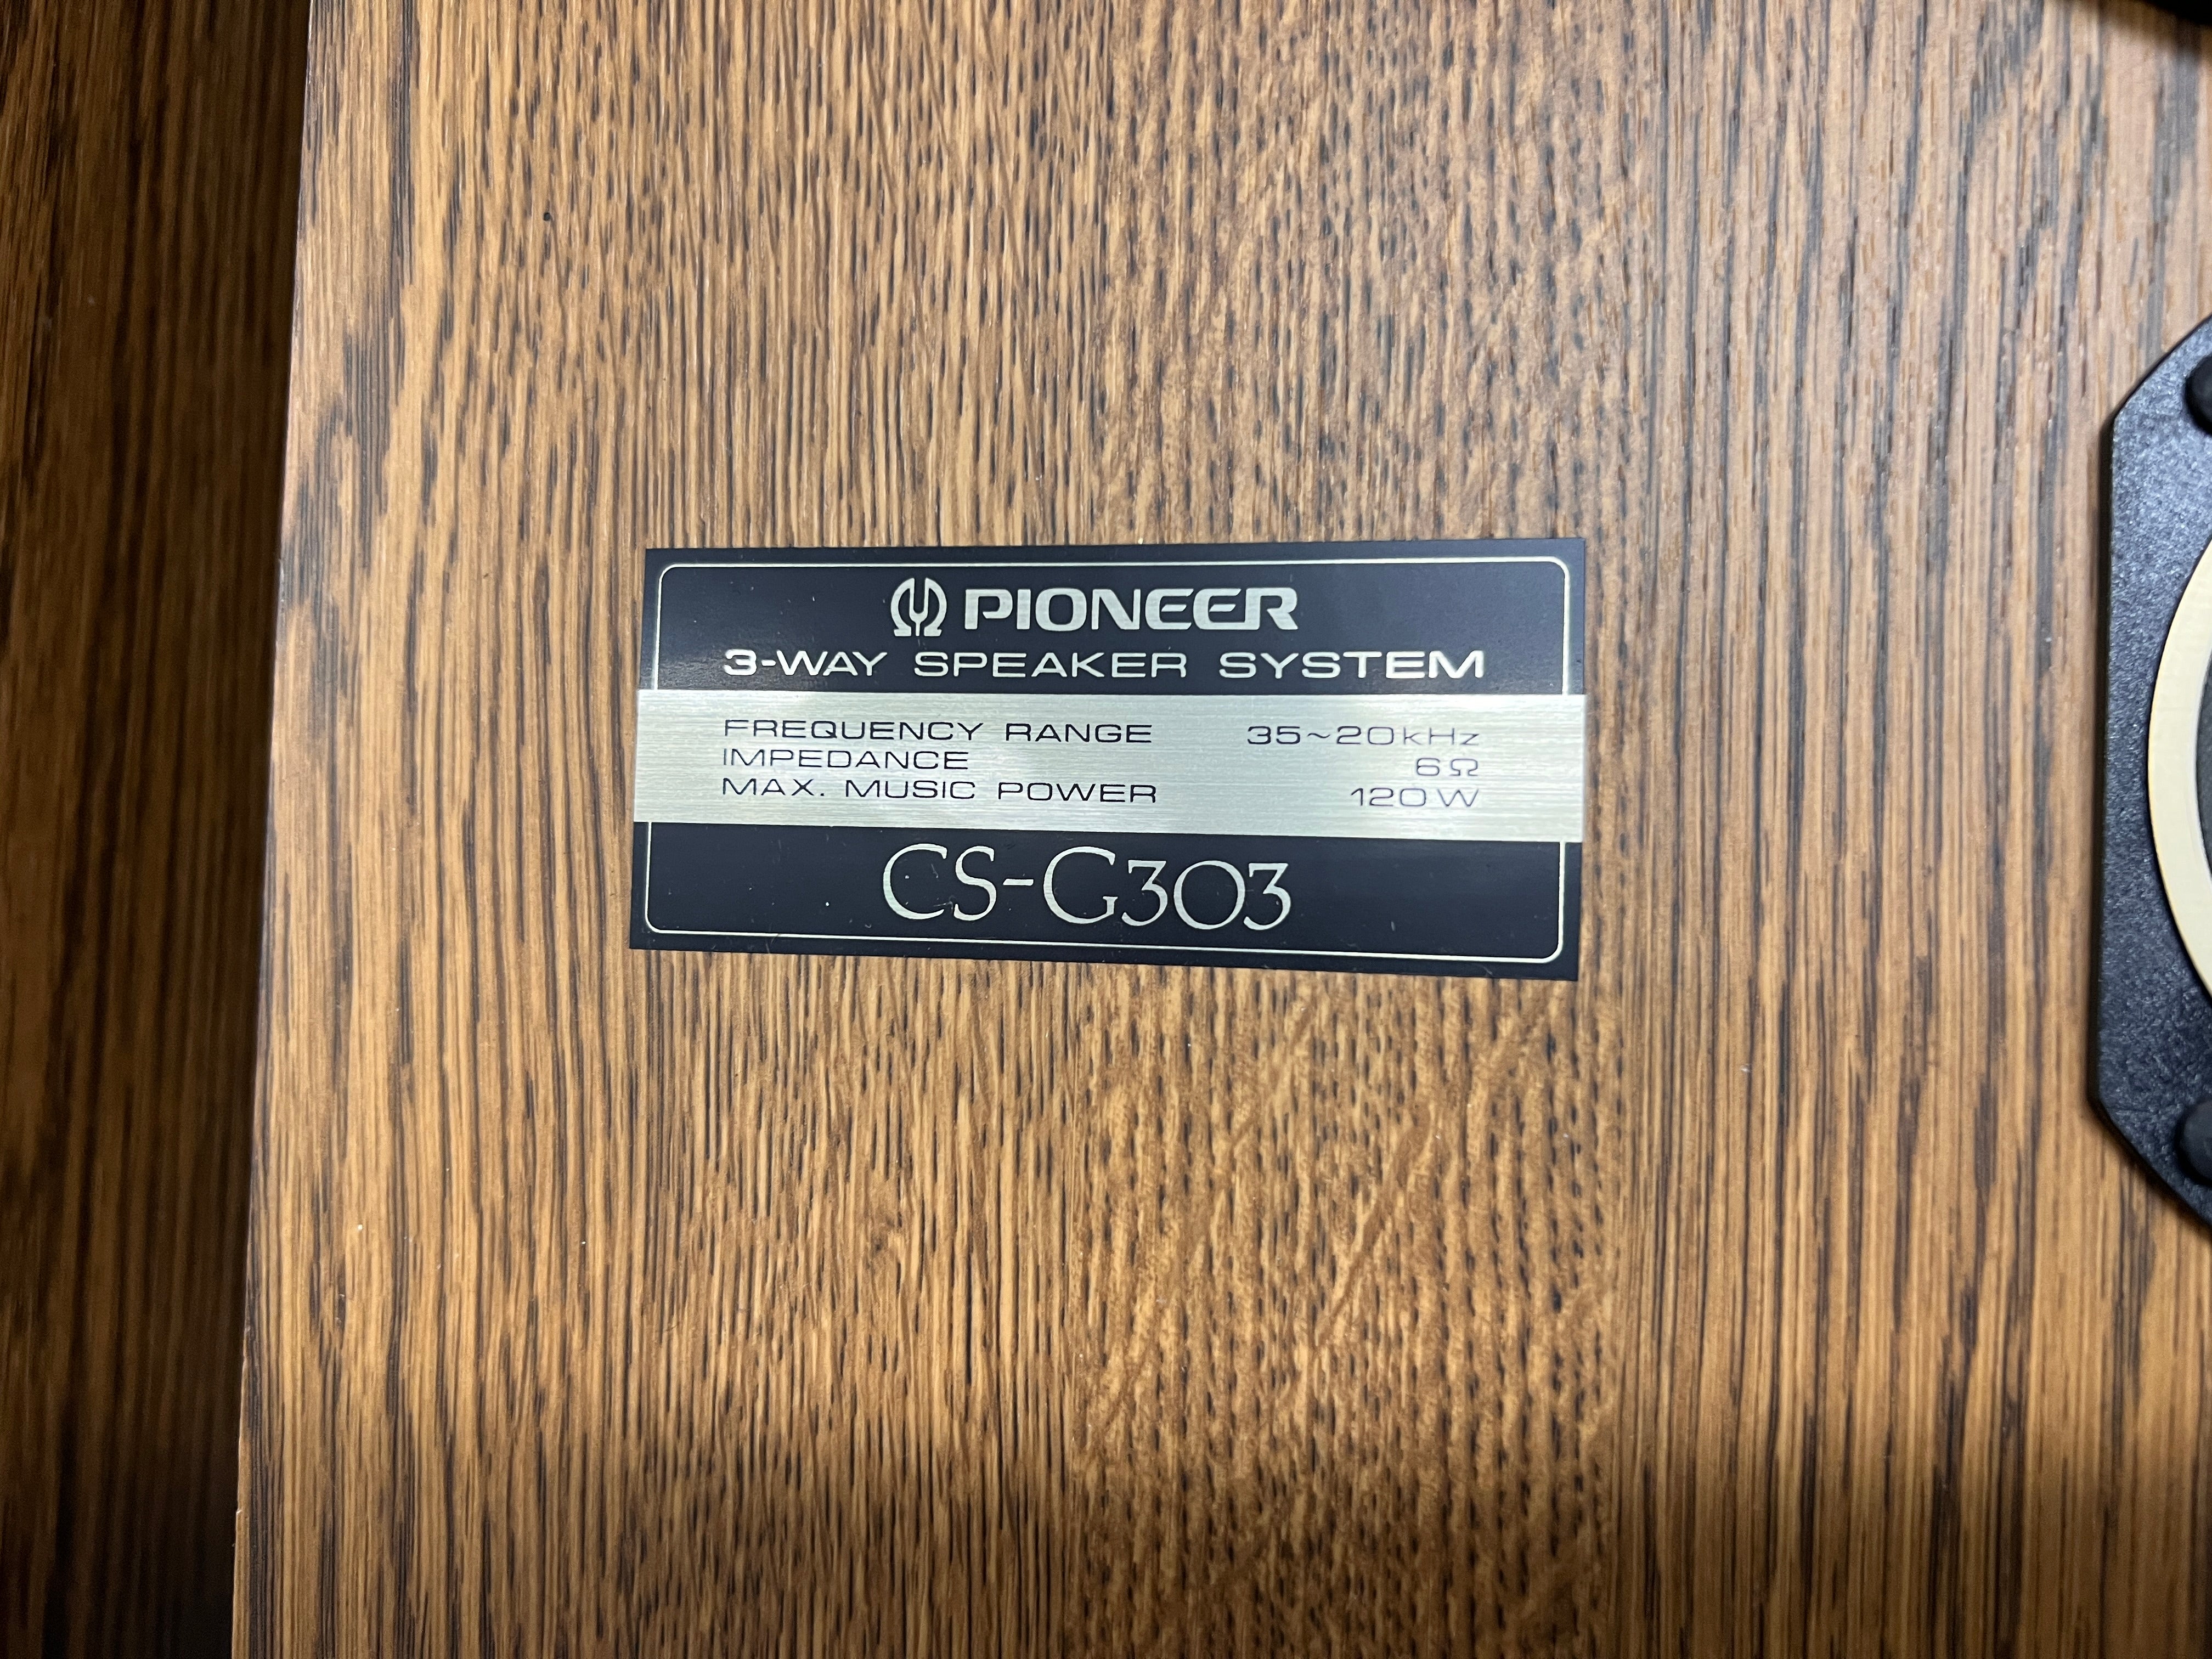 PIONEER
3-WAY SPEAKER SYSTEM
FREQUENCY RANGE 35~20kHz
IMPEDANCE 6Ω
MAX. MUSIC POWER 120W
CS-G303